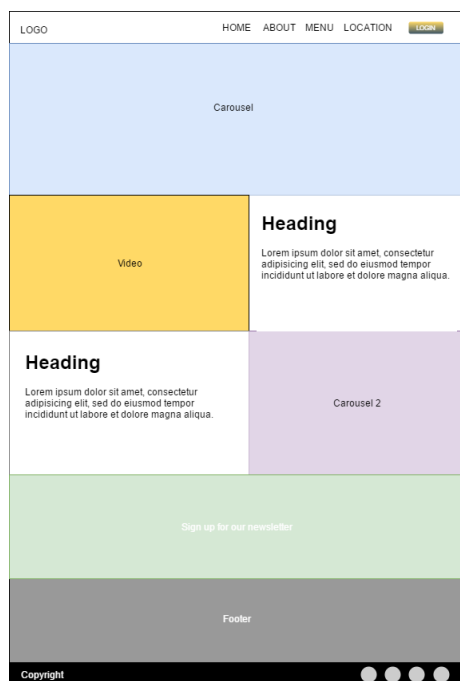 LOGO
HOME ABOUT MENU LOCATION LOGIN
Carousel
Video
Heading
Lorem ipsum dolor sit amet, consectetur
adipisicing elit, sed do eiusmod tempor
incididunt ut labore et dolore magna aliqua.
Heading
Lorem ipsum dolor sit amet, consectetur
adipisicing elit, sed do eiusmod tempor
incididunt ut labore et dolore magna aliqua.
Carousel 2
Sign up for our newsletter
Footer
Copyright